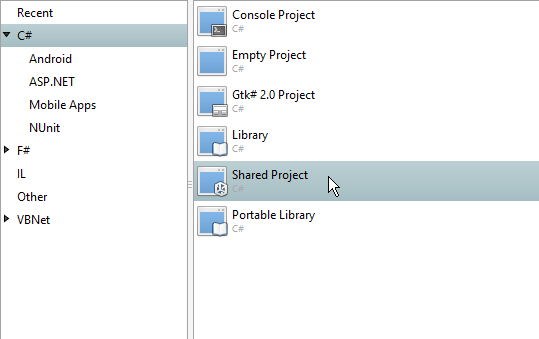 Recent
C#
Android
ASP.NET
Mobile Apps
NUnit
F#
IL
Other
VBNet
Console Project
C#
Empty Project
C#
Gtk# 2.0 Project
C#
Library
C#
Shared Project
C#
Portable Library
C#